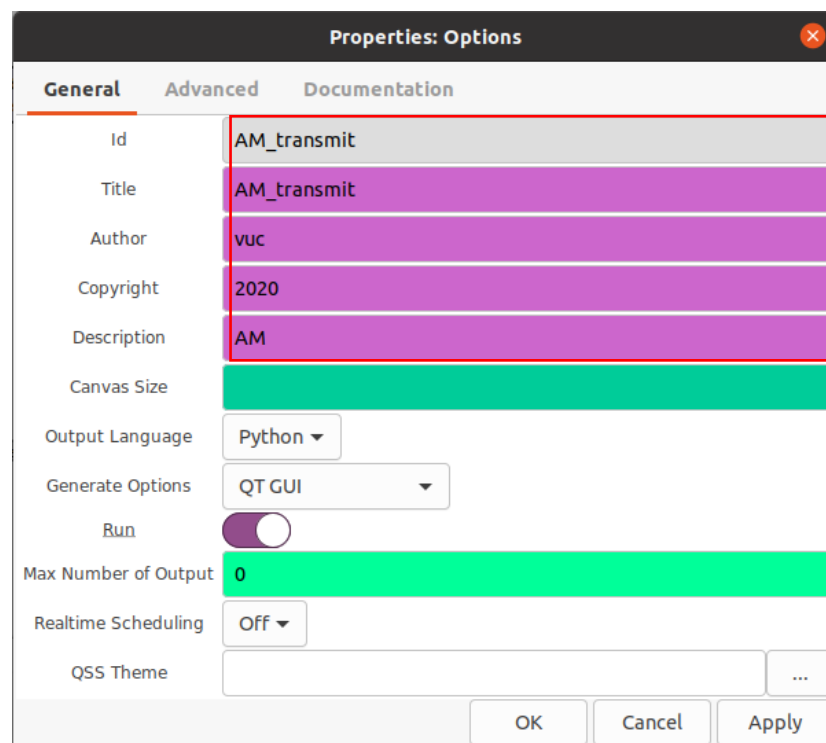 Properties: Options
General Advanced Documentation
Id AM_transmit
Title AM_transmit
Author vuc
Copyright 2020
Description AM
Canvas Size
Output Language Python
Generate Options QT GUI
Run
Max Number of Output 0
Realtime Scheduling Off
QSS Theme ...
OK Cancel Apply